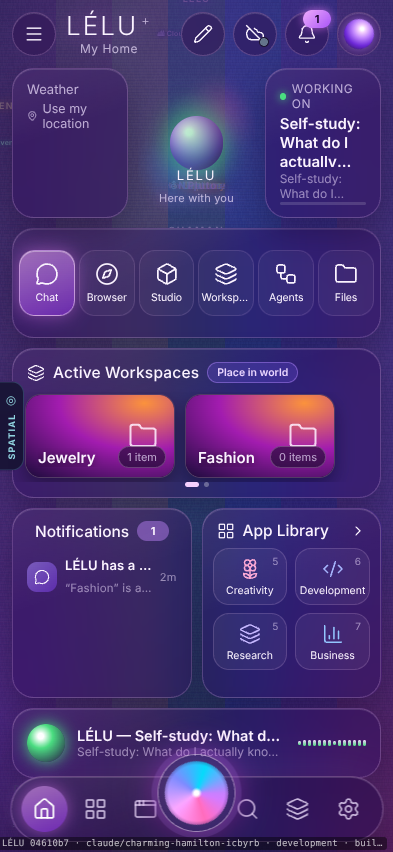 LÉLU +
My Home
1
Weather
Use my
location
LÉLU
Here with you
WORKING
ON
Self-study:
What do I
actually…
Self-study:
What do I…
Chat
Browser
Studio
Worksp…
Agents
Files
Active Workspaces
Place in world
SPATIAL
Jewelry
1 item
Fashion
0 items
Notifications
1
LÉLU has a …
“Fashion” is a…
2m
App Library
Creativity
5
Development
6
Research
5
Business
7
LÉLU — Self-study: What d…
Self-study: What do I actually kno…
LÉLU 04610b7 · claude/charming-hamilton-icbyrb · development · buil…